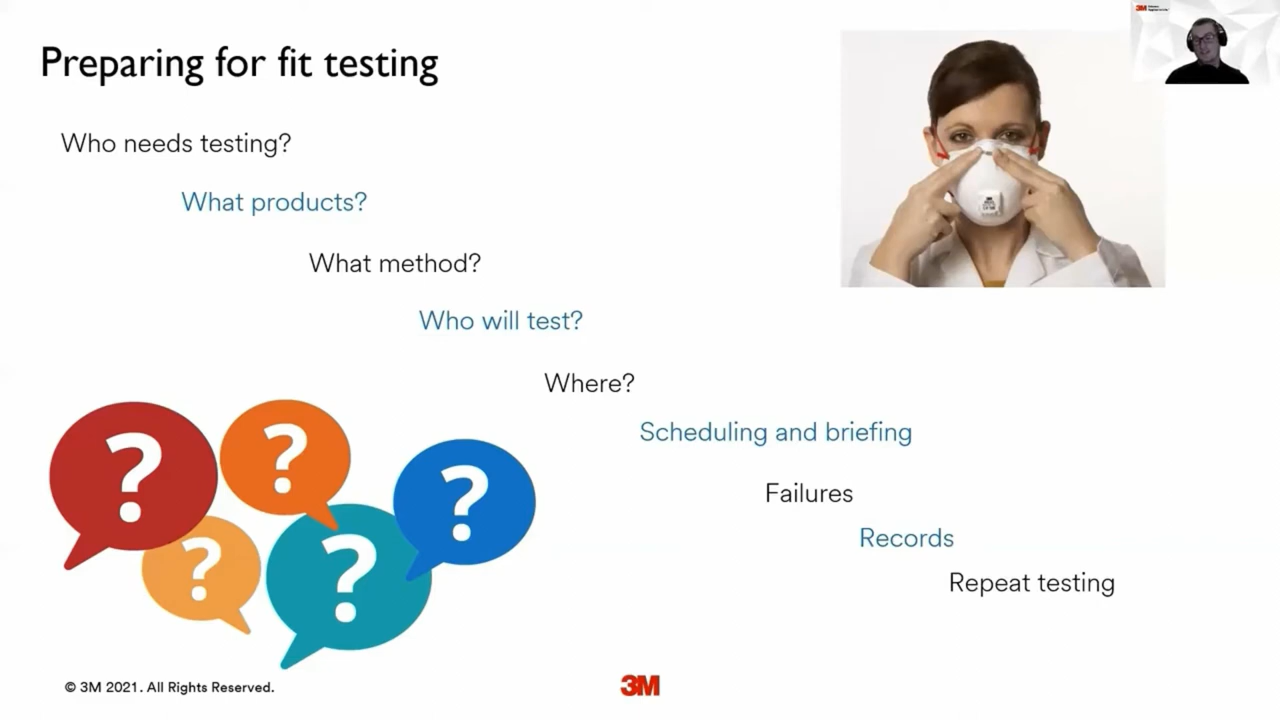 Preparing for fit testing
Who needs testing?
What products?
What method?
Who will test?
Where?
Scheduling and briefing
Failures
Records
Repeat testing
? ? ? ? ?
© 3M 2021. All Rights Reserved.
3M
3M